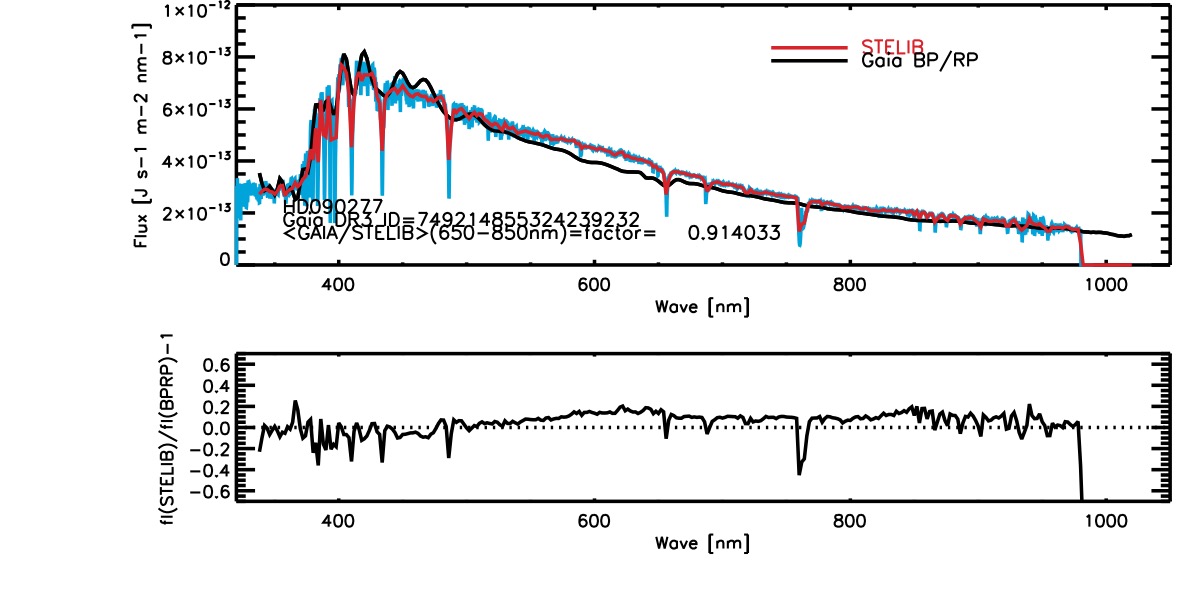 1×10−12
8×10−13
6×10−13
4×10−13
2×10−13
0
Flux [J s−1 m−2 nm−1]
STELIB
Gaia BP/RP
HD090277
Gaia DR3 ID=749214855324239232
<GAIA/STELIB>(650−850nm)=factor= 0.914033
400 600 800 1000
Wave [nm]
fl(STELIB)/fl(BPRP)−1
0.6
0.4
0.2
0.0
−0.2
−0.4
−0.6
400 600 800 1000
Wave [nm]